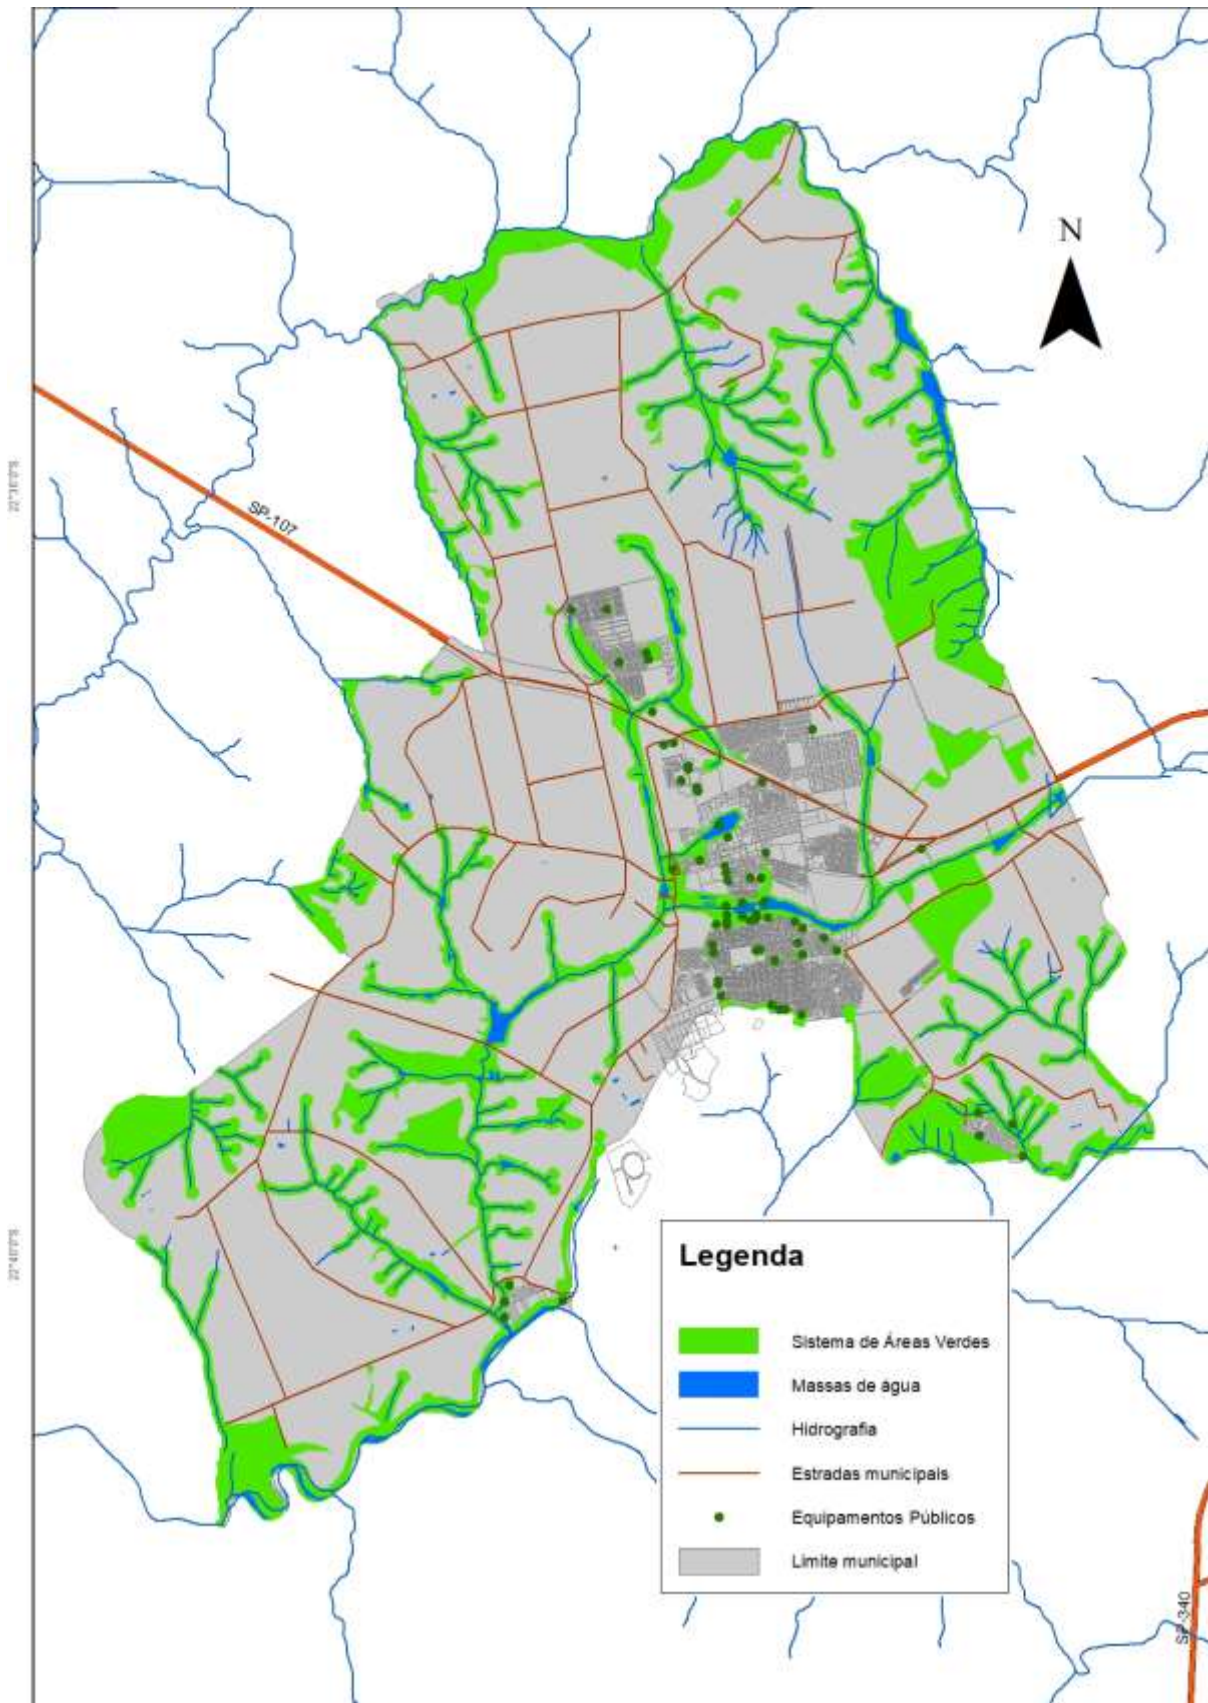 N
SP-107
Legenda
Sistema de Áreas Verdes
Massas de água
Hidrografia
Estradas municipais
Equipamentos Públicos
Limite municipal
SP-340